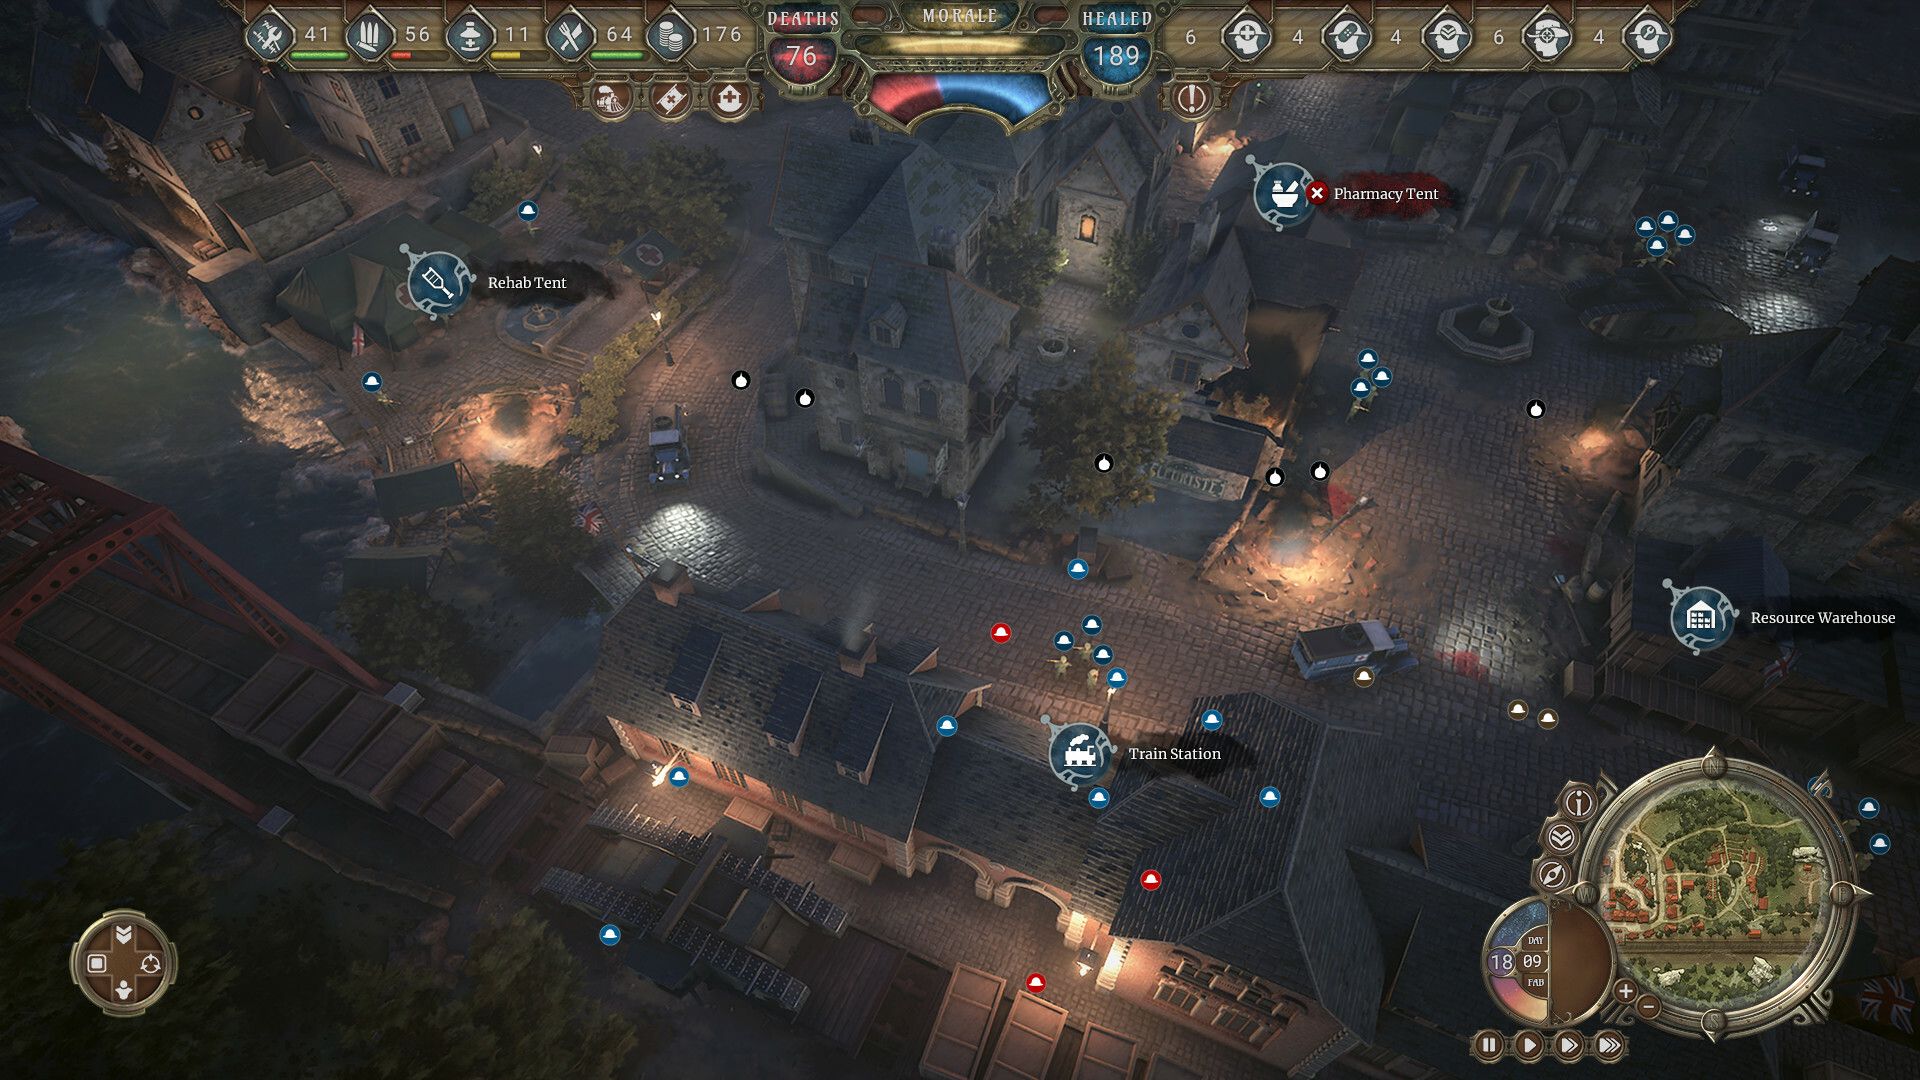 41 56 11 64 176
DEATHS
76
MORALE
HEALED
189
6 4 4 6 4
Pharmacy Tent
Rehab Tent
Resource Warehouse
Train Station
N
W
S
DAY
18 09
FAB